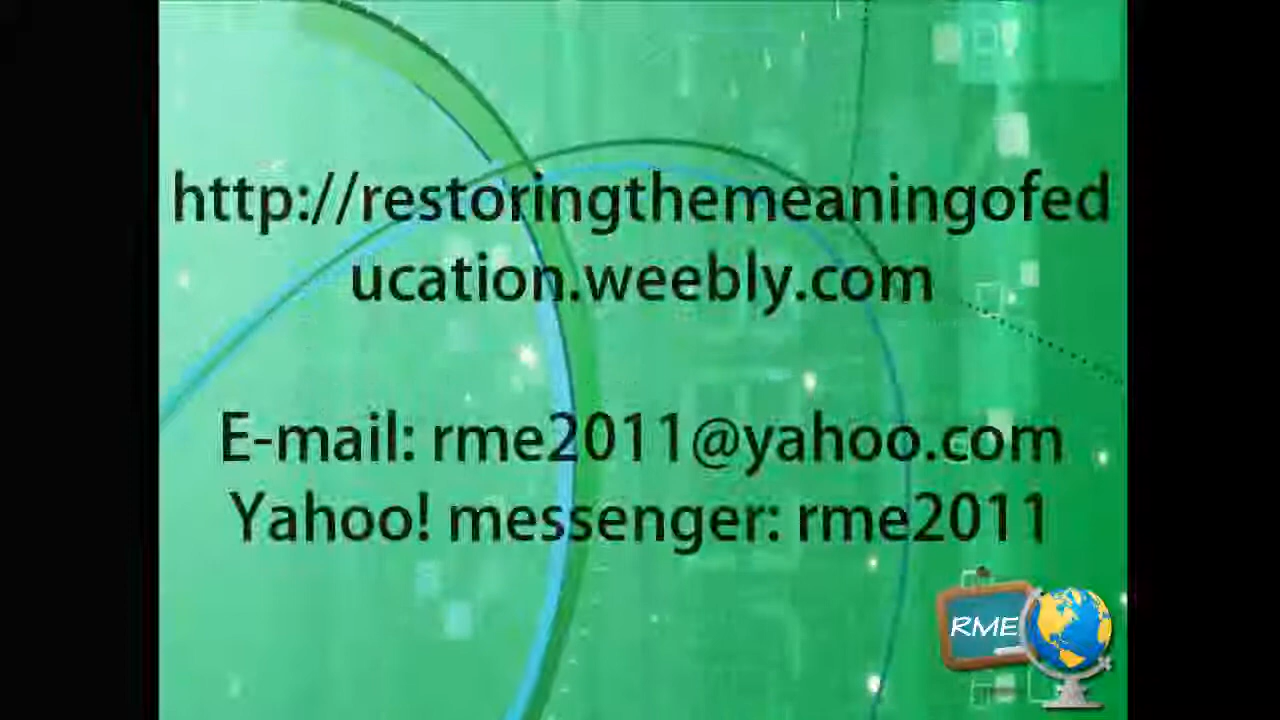 http://restoringthemeaningofed
ucation.weebly.com
E-mail: rme2011@yahoo.com
Yahoo! messenger: rme2011
RME